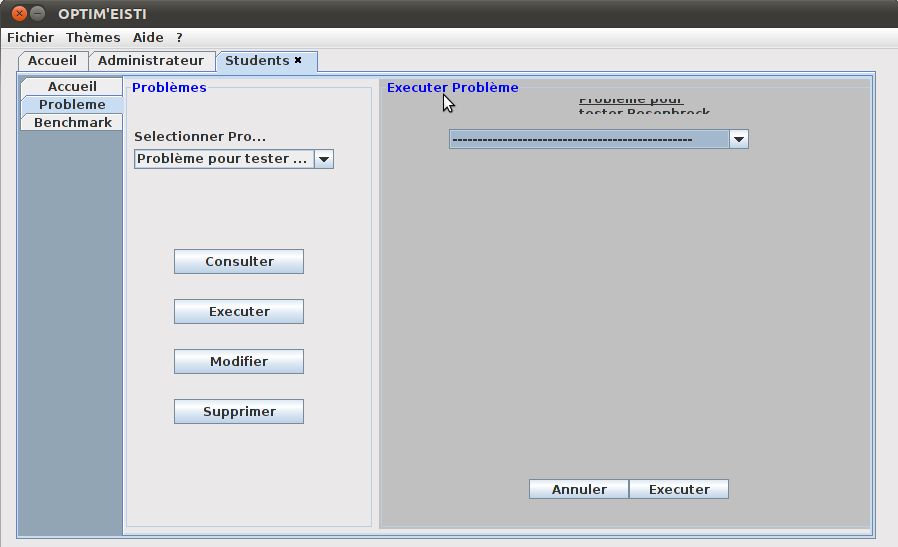 OPTIM'EISTI
Fichier Thèmes Aide ?
Accueil Administrateur Students ✖
Accueil
Probleme
Benchmark
Problèmes
Selectionner Pro...
Problème pour tester ...
Consulter
Executer
Modifier
Supprimer
Executer Problème
Problème pour
tester Rosenbrock
------------------------------------------------
Annuler Executer